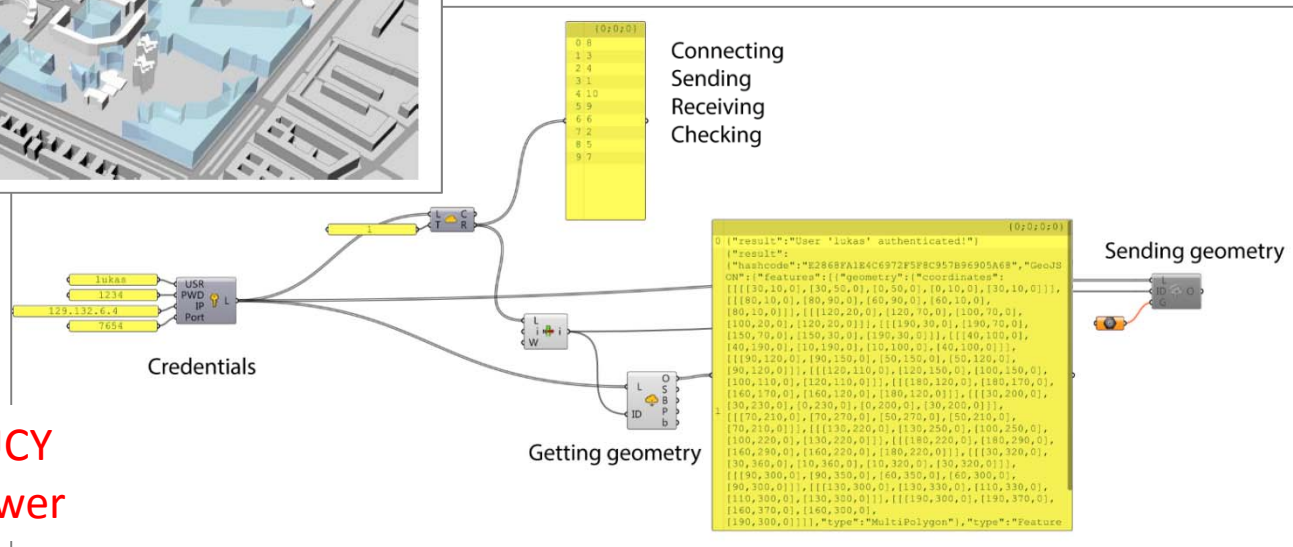 {0;0;0}
0 8
1 3
2 4
3 1
4 10
5 9
6 6
7 2
8 5
9 7
Connecting
Sending
Receiving
Checking
1
L
T
C
R
lukas
1234
129.132.6.4
7654
USR
PWD
IP
Port
L
Credentials
L
i
W
i
L
ID
O
S
B
P
b
Getting geometry
{0;0;0;0}
0 {"result":"User 'lukas' authenticated!"}
{"result":
{"hashcode":"E2868FA1E4C6972F5F8C957B96905A68","GeoJS
ON":{"features":[{"geometry":{"coordinates":
[[[[30,10,0],[30,50,0],[0,50,0],[0,10,0],[30,10,0]]],
[[[80,10,0],[80,90,0],[60,90,0],[60,10,0],
[80,10,0]]],[[[120,20,0],[120,70,0],[100,70,0],
[100,20,0],[120,20,0]]],[[[190,30,0],[190,70,0],
[150,70,0],[150,30,0],[190,30,0]]],[[[40,100,0],
[40,190,0],[10,190,0],[10,100,0],[40,100,0]]],
[[[90,120,0],[90,150,0],[50,150,0],[50,120,0],
[90,120,0]]],[[[120,110,0],[120,150,0],[100,150,0],
[100,110,0],[120,110,0]]],[[[180,120,0],[180,170,0],
[160,170,0],[160,120,0],[180,120,0]]],[[[30,200,0],
[30,230,0],[0,230,0],[0,200,0],[30,200,0]]],
1 [[[70,210,0],[70,270,0],[50,270,0],[50,210,0],
[70,210,0]]],[[[130,220,0],[130,250,0],[100,250,0],
[100,220,0],[130,220,0]]],[[[180,220,0],[180,290,0],
[160,290,0],[160,220,0],[180,220,0]]],[[[30,320,0],
[30,360,0],[10,360,0],[10,320,0],[30,320,0]]],
[[[90,300,0],[90,350,0],[60,350,0],[60,300,0],
[90,300,0]]],[[[130,300,0],[130,330,0],[110,330,0],
[110,300,0],[130,300,0]]],[[[190,300,0],[190,370,0],
[160,370,0],[160,300,0],
[190,300,0]]]],"type":"MultiPolygon"},"type":"Feature
Sending geometry
L
ID
G
O
CY
wer